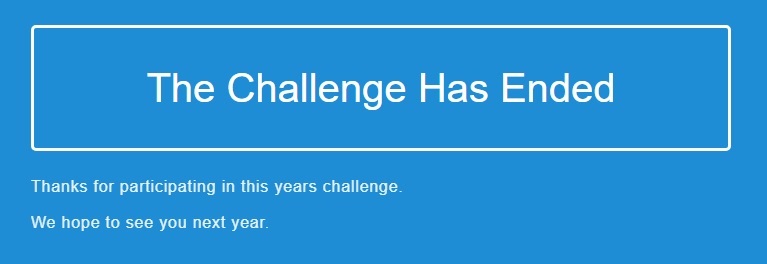 The Challenge Has Ended
Thanks for participating in this years challenge.
We hope to see you next year.